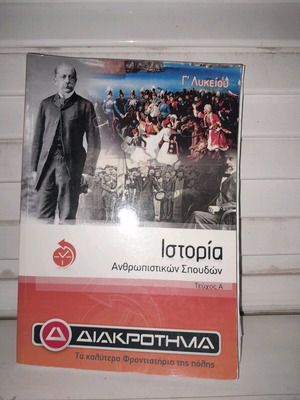 Γ' Λυκείου
Ιστορία
Ανθρωπιστικών Σπουδών
Τεύχος Α
Δ ΔΙΑΚΡΟΤΗΜΑ
Τα καλύτερα Φροντιστήρια της πόλης